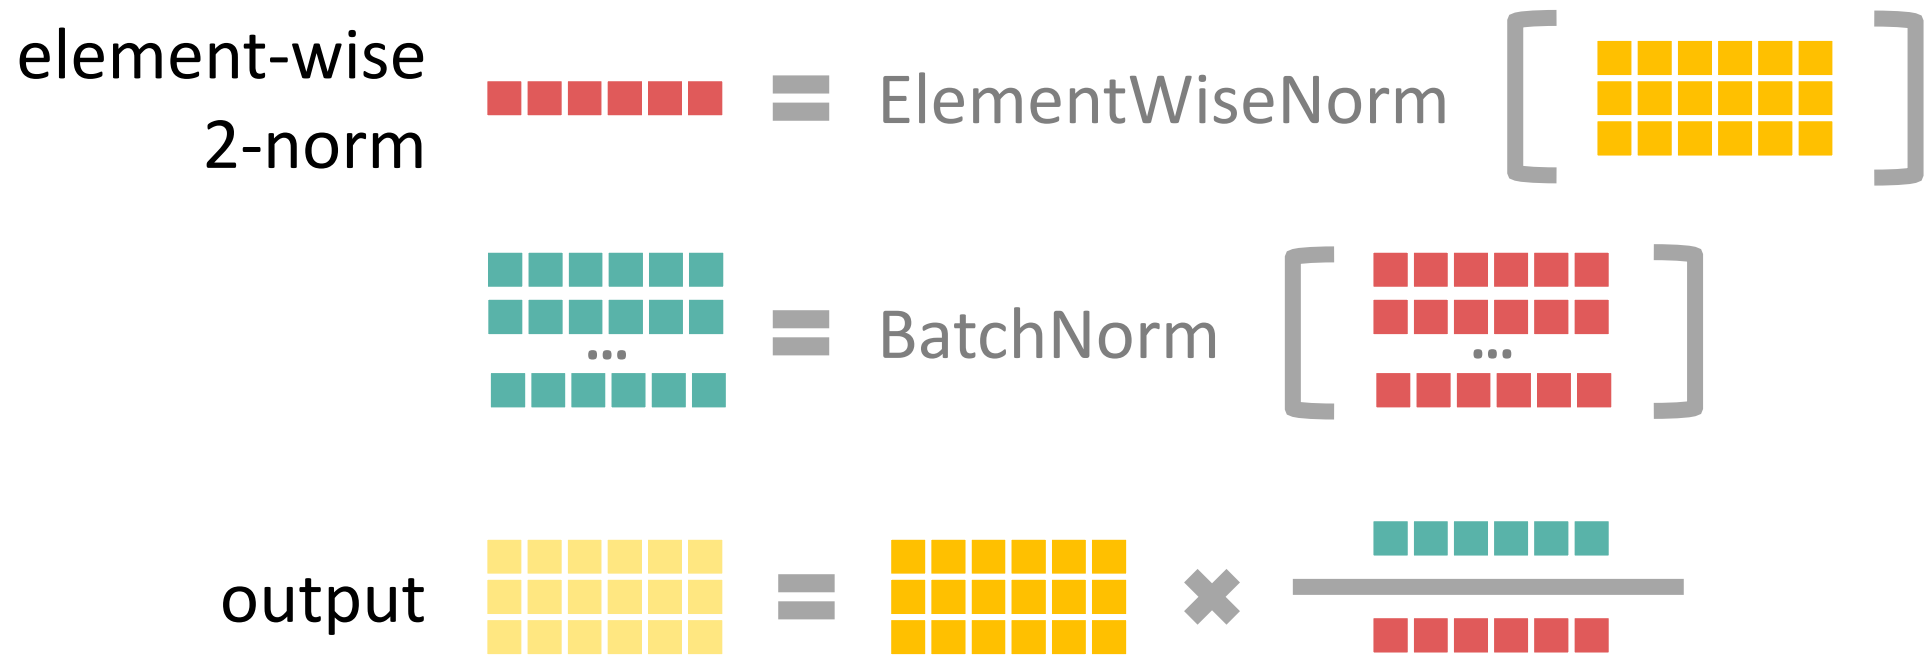 element-wise
2-norm
= ElementWiseNorm [ ]
...
= BatchNorm [ ... ]
output
= ×